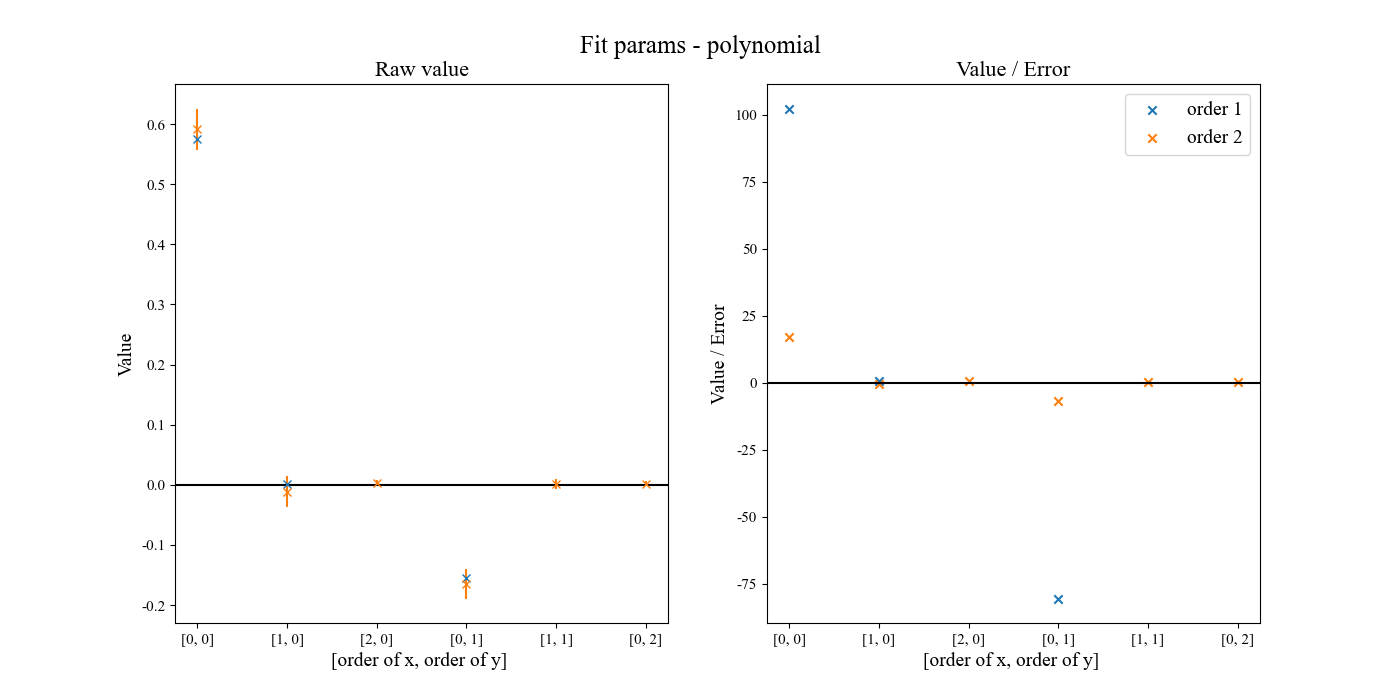 Fit params - polynomial
Raw value
Value
0.6
0.5
0.4
0.3
0.2
0.1
0.0
-0.1
-0.2
[0, 0] [1, 0] [2, 0] [0, 1] [1, 1] [0, 2]
[order of x, order of y]
Value / Error
Value / Error
100
75
50
25
0
-25
-50
-75
order 1
order 2
[0, 0] [1, 0] [2, 0] [0, 1] [1, 1] [0, 2]
[order of x, order of y]